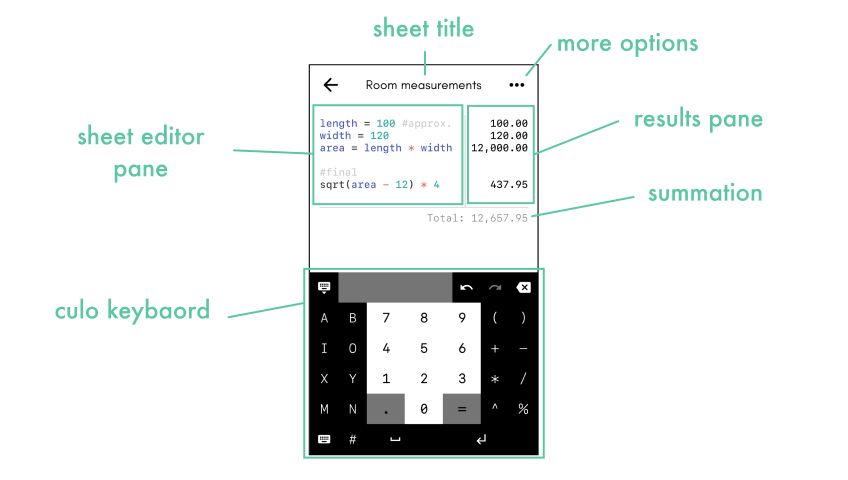 sheet title
more options
Room measurements
sheet editor
pane
length = 100 #approx.
width = 120
area = length * width
#final
sqrt(area - 12) * 4
100.00
120.00
12,000.00
437.95
results pane
summation
Total: 12,657.95
culo keybaord
A B 7 8 9 ( )
I O 4 5 6 + −
X Y 1 2 3 * /
M N . 0 = ^ %
#